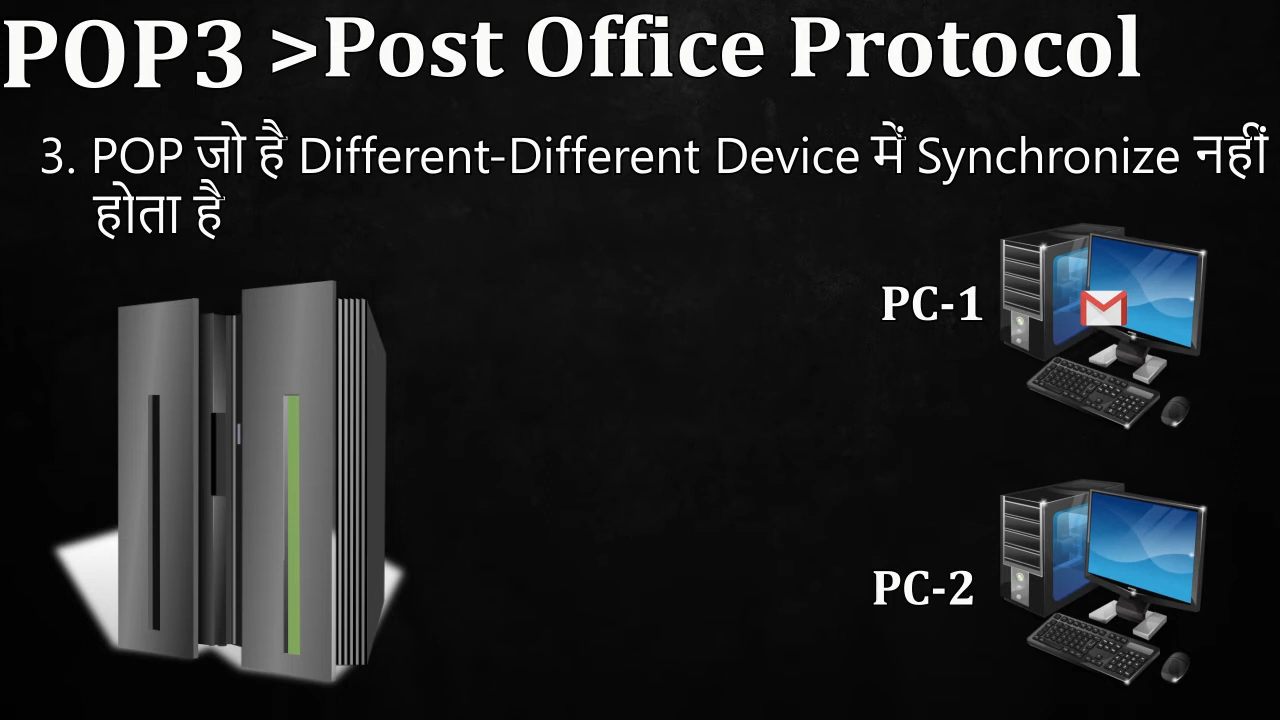 POP3 >Post Office Protocol
3. POP जो है Different-Different Device में Synchronize नहीं
होता है
PC-1
PC-2